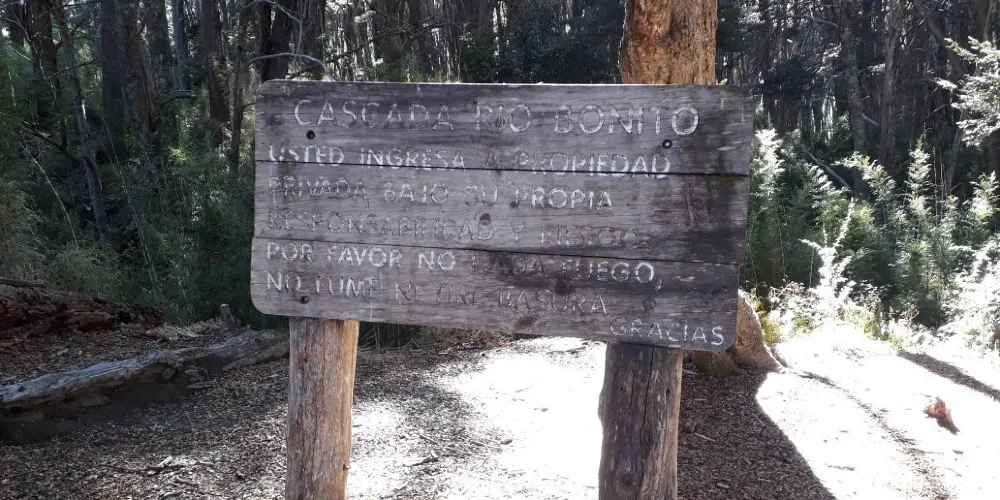 CASCADA RIO BONITO
USTED INGRESA A PROPIEDAD
PRIVADA BAJO SU PROPIA
RESPONSABILIDAD Y RIESGO
POR FAVOR NO HAGA FUEGO,
NO FUME NI TIRE BASURA
GRACIAS